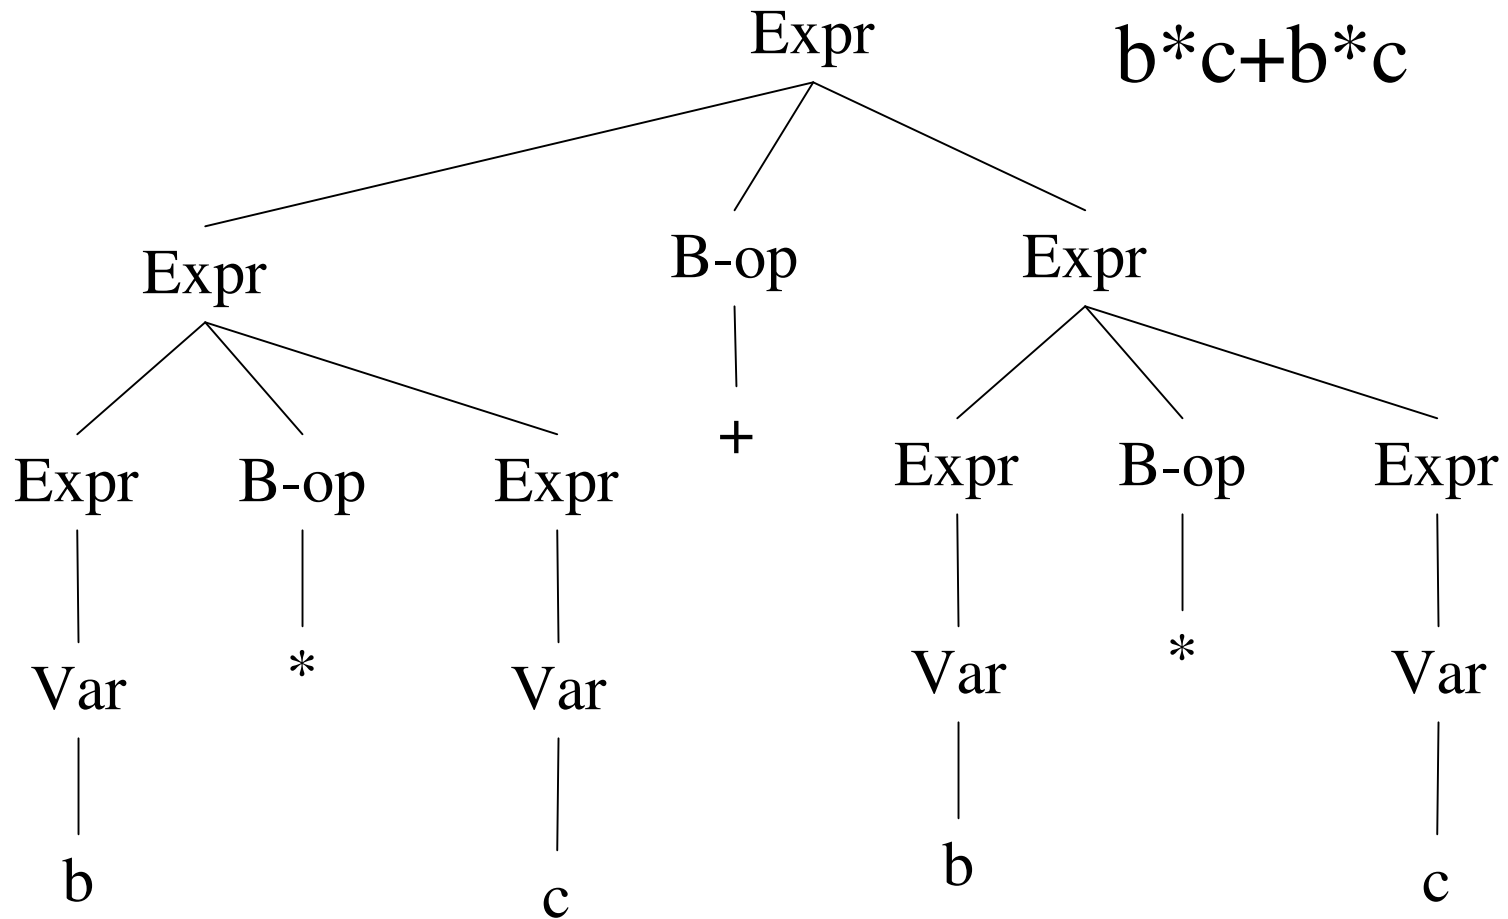 Expr b*c+b*c
Expr B-op Expr
Expr B-op Expr + Expr B-op Expr
Var * Var Var * Var
b c b c